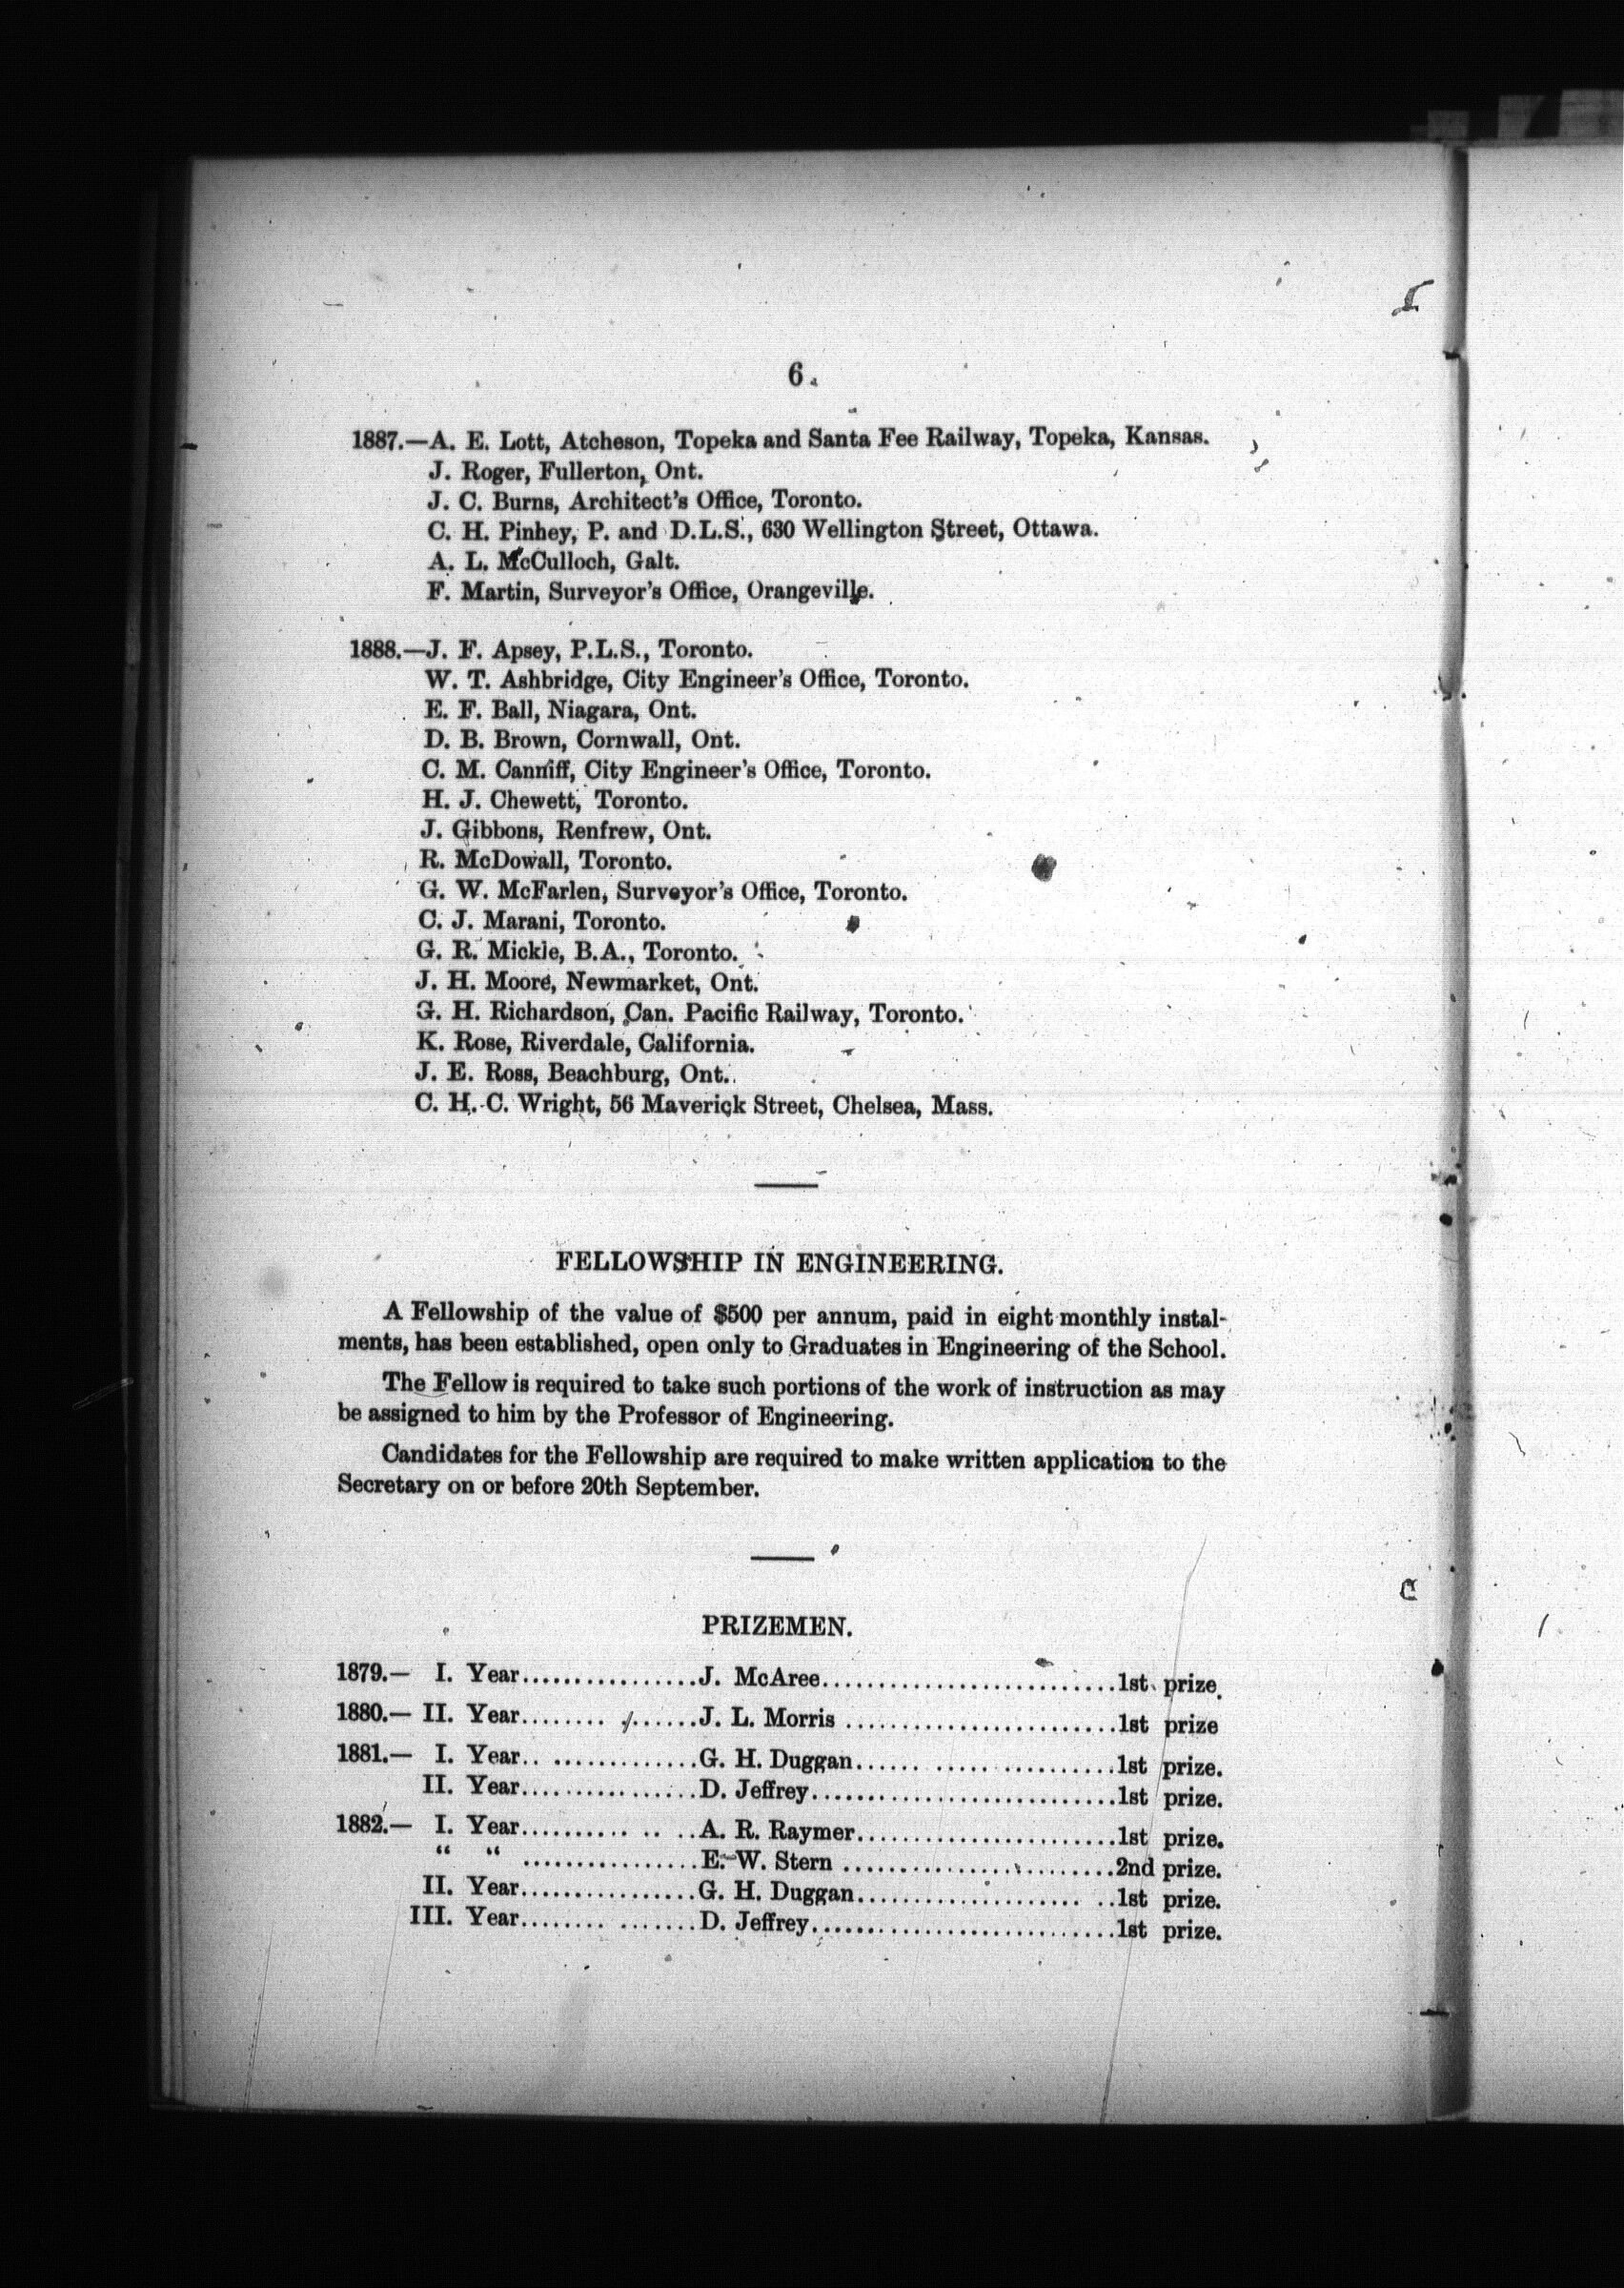 6.
1887.—A. E. Lott, Atcheson, Topeka and Santa Fee Railway, Topeka, Kansas.
J. Roger, Fullerton, Ont.
J. C. Burns, Architect's Office, Toronto.
C. H. Pinhey, P. and D.L.S., 630 Wellington Street, Ottawa.
A. L. McCulloch, Galt.
F. Martin, Surveyor's Office, Orangeville.
1888.—J. F. Apsey, P.L.S., Toronto.
W. T. Ashbridge, City Engineer's Office, Toronto.
E. F. Ball, Niagara, Ont.
D. B. Brown, Cornwall, Ont.
C. M. Canniff, City Engineer's Office, Toronto.
H. J. Chewett, Toronto.
J. Gibbons, Renfrew, Ont.
R. McDowall, Toronto.
G. W. McFarlen, Surveyor's Office, Toronto.
C. J. Marani, Toronto.
G. R. Mickle, B.A., Toronto.
J. H. Moore, Newmarket, Ont.
G. H. Richardson, Can. Pacific Railway, Toronto.
K. Rose, Riverdale, California.
J. E. Ross, Beachburg, Ont.
C. H. C. Wright, 56 Maverick Street, Chelsea, Mass.
FELLOWSHIP IN ENGINEERING.
A Fellowship of the value of $500 per annum, paid in eight monthly instal-
ments, has been established, open only to Graduates in Engineering of the School.
The Fellow is required to take such portions of the work of instruction as may
be assigned to him by the Professor of Engineering.
Candidates for the Fellowship are required to make written application to the
Secretary on or before 20th September.
PRIZEMEN.
1879.— I. Year................J. McAree...........................1st prize.
1880.— II. Year................J. L. Morris .........................1st prize
1881.— I. Year................G. H. Duggan........................1st prize.
II. Year................D. Jeffrey............................1st prize.
1882.— I. Year................A. R. Raymer........................1st prize.
“ “ ................E. W. Stern .........................2nd prize.
II. Year................G. H. Duggan........................1st prize.
III. Year................D. Jeffrey............................1st prize.